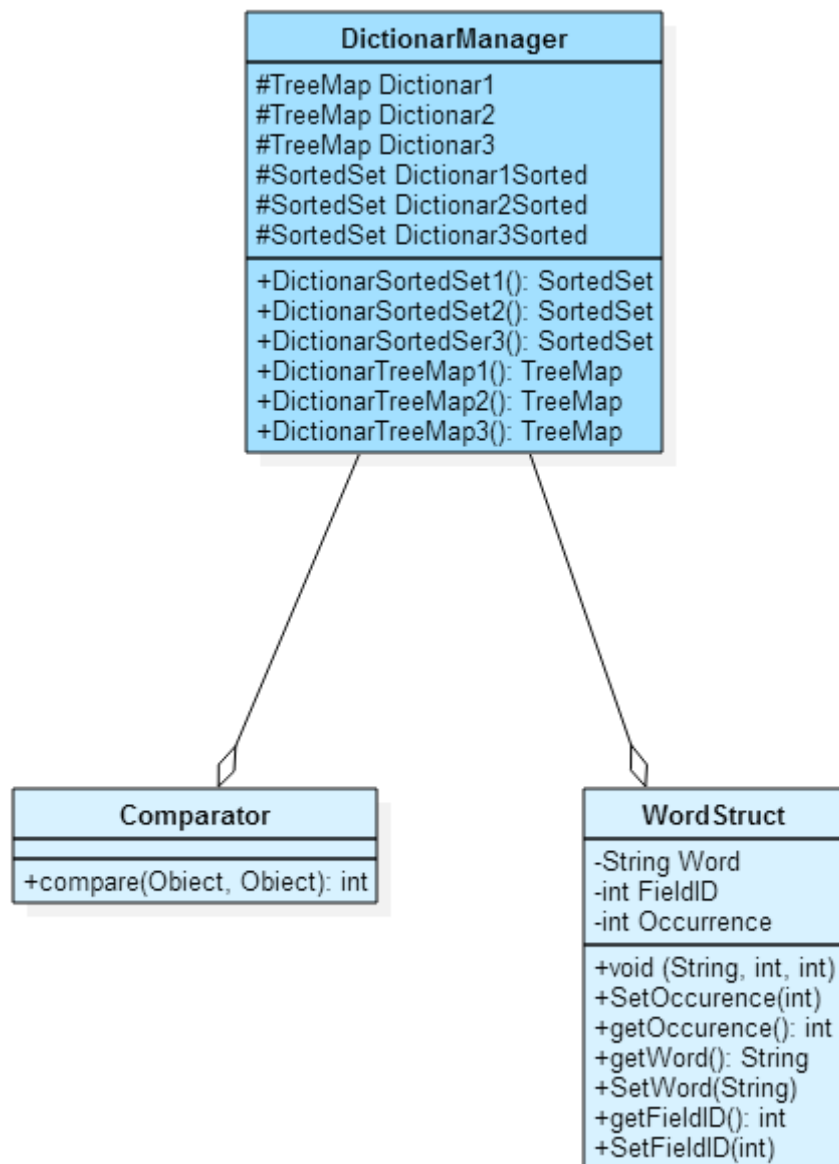 DictionarManager
#TreeMap Dictionar1
#TreeMap Dictionar2
#TreeMap Dictionar3
#SortedSet Dictionar1Sorted
#SortedSet Dictionar2Sorted
#SortedSet Dictionar3Sorted
+DictionarSortedSet1(): SortedSet
+DictionarSortedSet2(): SortedSet
+DictionarSortedSer3(): SortedSet
+DictionarTreeMap1(): TreeMap
+DictionarTreeMap2(): TreeMap
+DictionarTreeMap3(): TreeMap
Comparator
+compare(Obiect, Obiect): int
WordStruct
-String Word
-int FieldID
-int Occurrence
+void (String, int, int)
+SetOccurence(int)
+getOccurence(): int
+getWord(): String
+SetWord(String)
+getFieldID(): int
+SetFieldID(int)